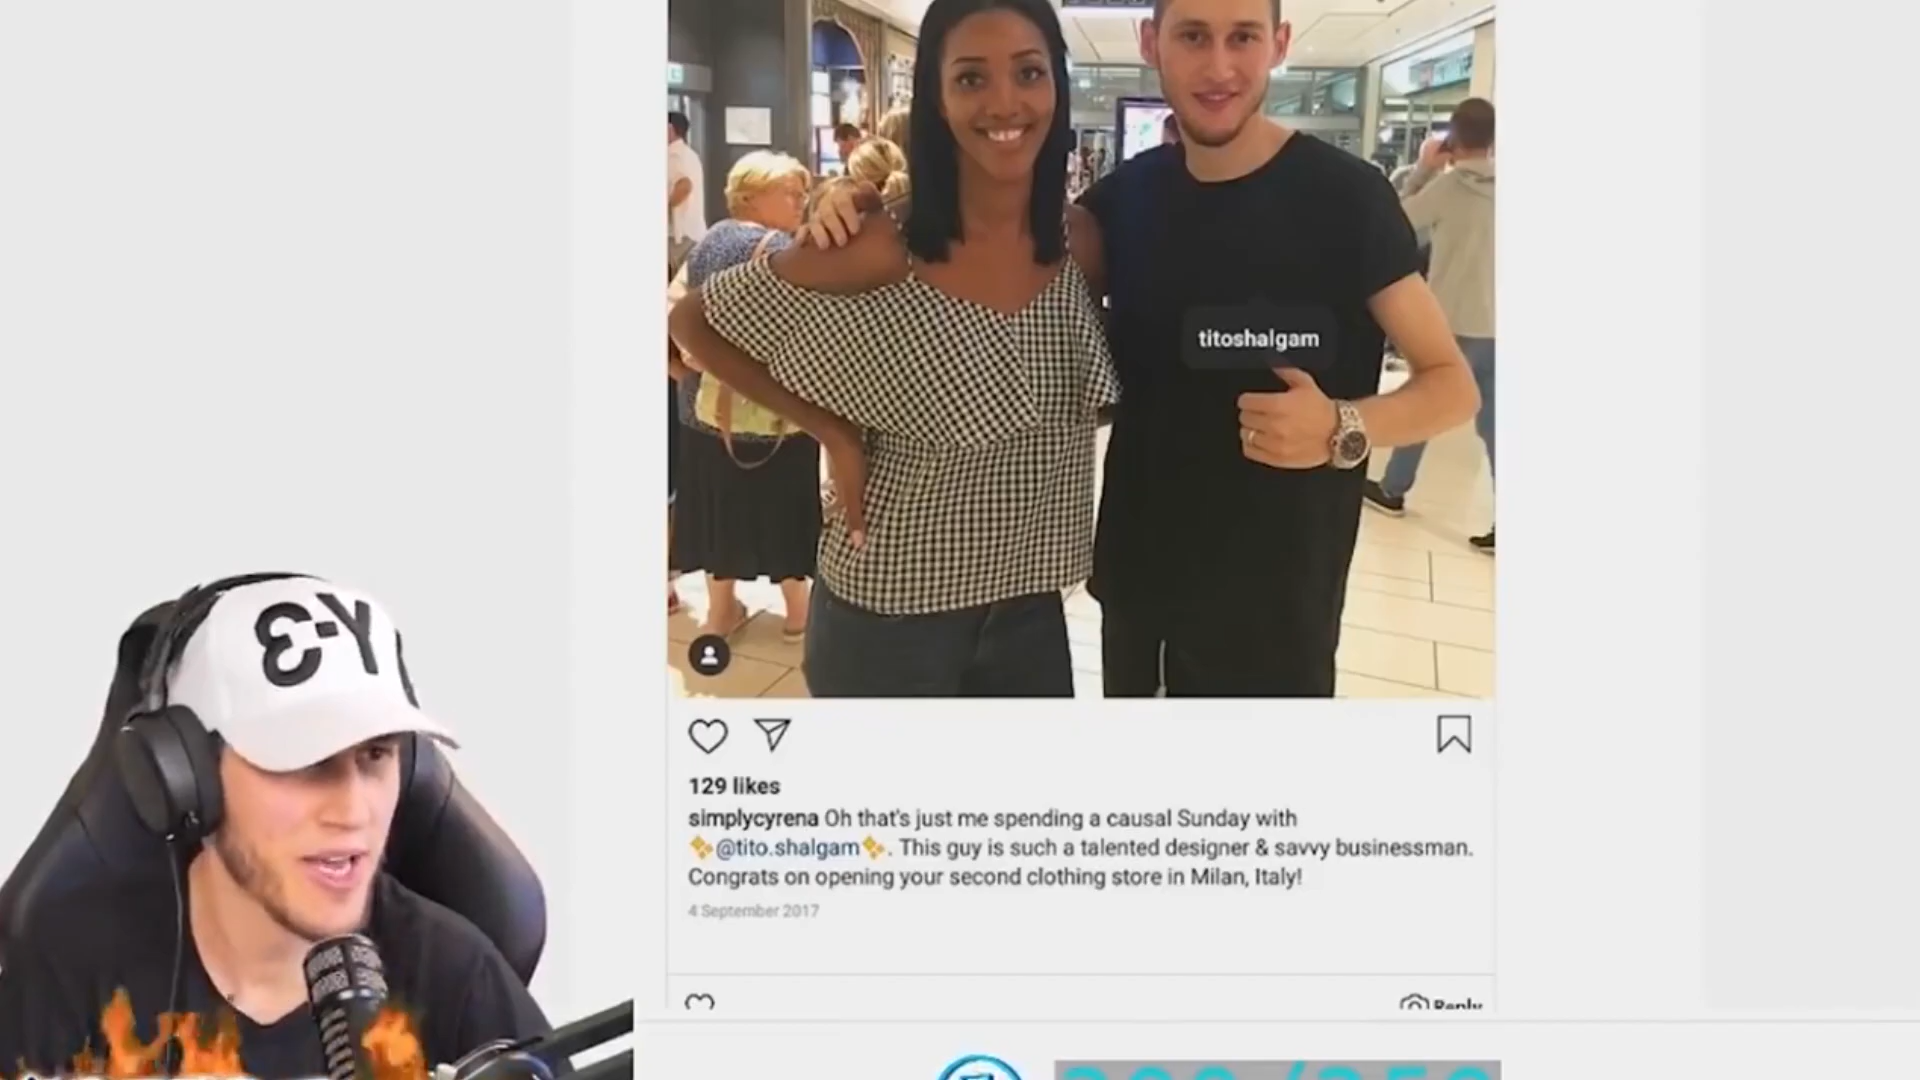 titoshalgam
Ɛ-Y
129 likes
simplycyrena Oh that's just me spending a causal Sunday with
✨@tito.shalgam✨. This guy is such a talented designer & savvy businessman.
Congrats on opening your second clothing store in Milan, Italy!
4 September 2017
Reply